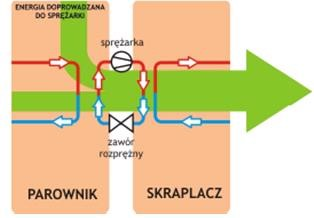 ENERGIA DOPROWADZANA
DO SPRĘŻARKI
sprężarka
zawór
rozprężny
PAROWNIK
SKRAPLACZ